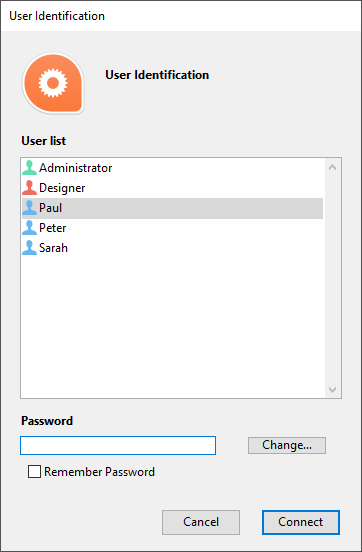 User Identification
User Identification
User list
Administrator
Designer
Paul
Peter
Sarah
Password
Change...
Remember Password
Cancel
Connect